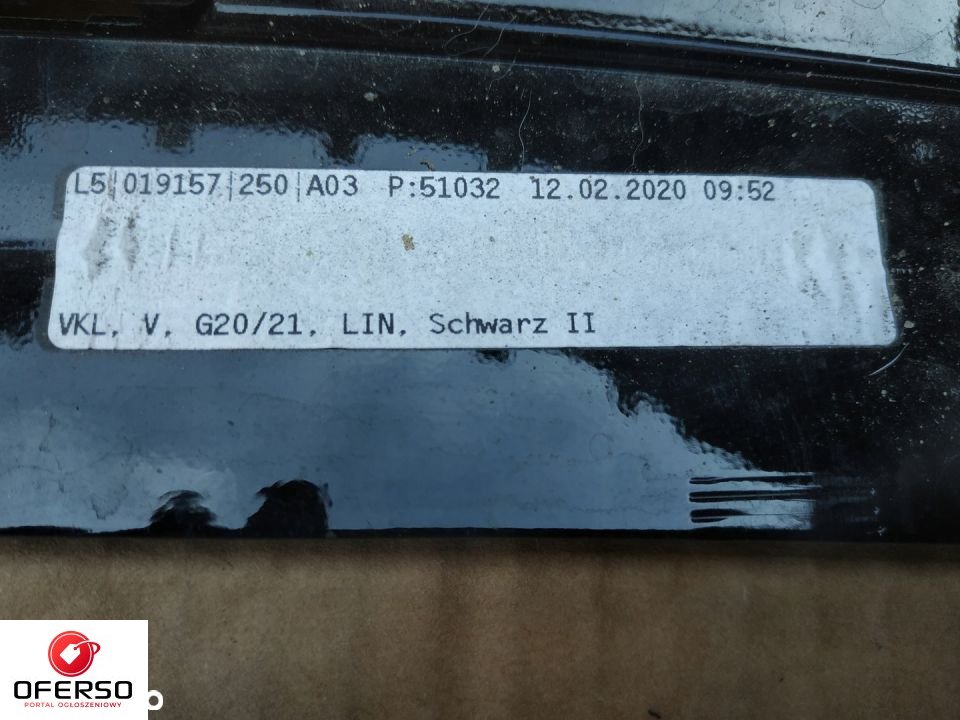 L5|019157|250|A03 P:51032 12.02.2020 09:52
VKL, V, G20/21, LIN, Schwarz II
OFERSO
PORTAL OGŁOSZENIOWY